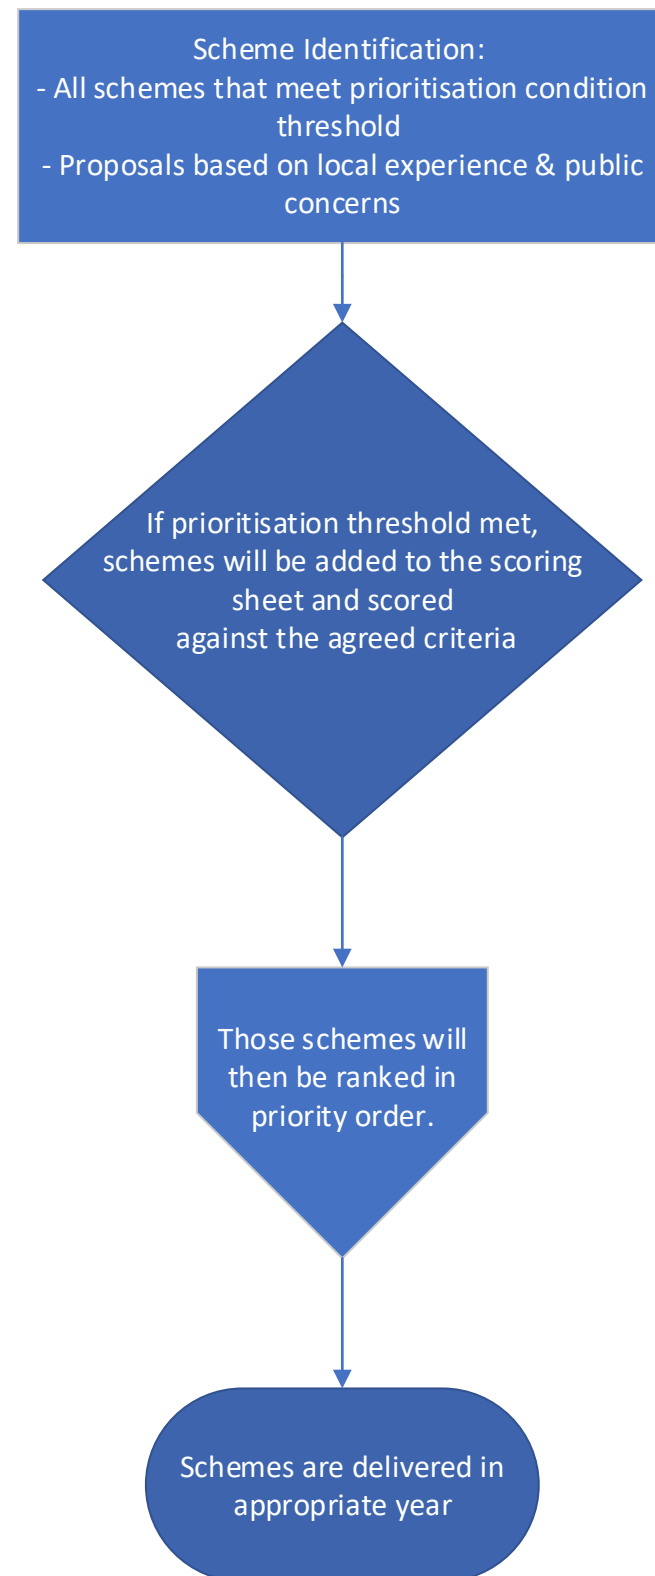 Scheme Identification:
- All schemes that meet prioritisation condition
threshold
- Proposals based on local experience & public
concerns
If prioritisation threshold met,
schemes will be added to the scoring
sheet and scored
against the agreed criteria
Those schemes will
then be ranked in
priority order.
Schemes are delivered in
appropriate year